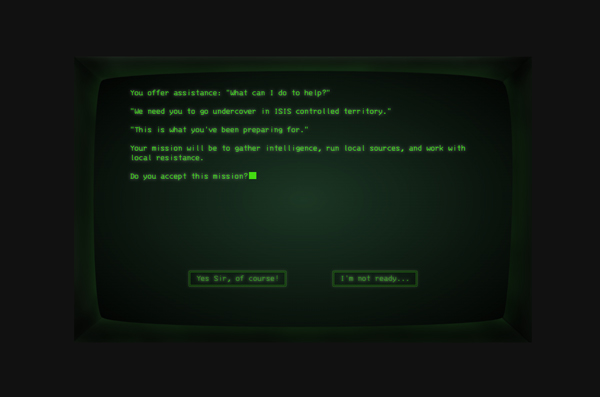 You offer assistance: "What can I do to help?"
"We need you to go undercover in ISIS controlled territory."
"This is what you've been preparing for."
Your mission will be to gather intelligence, run local sources, and work with
local resistance.
Do you accept this mission?
Yes Sir, of course!
I'm not ready...